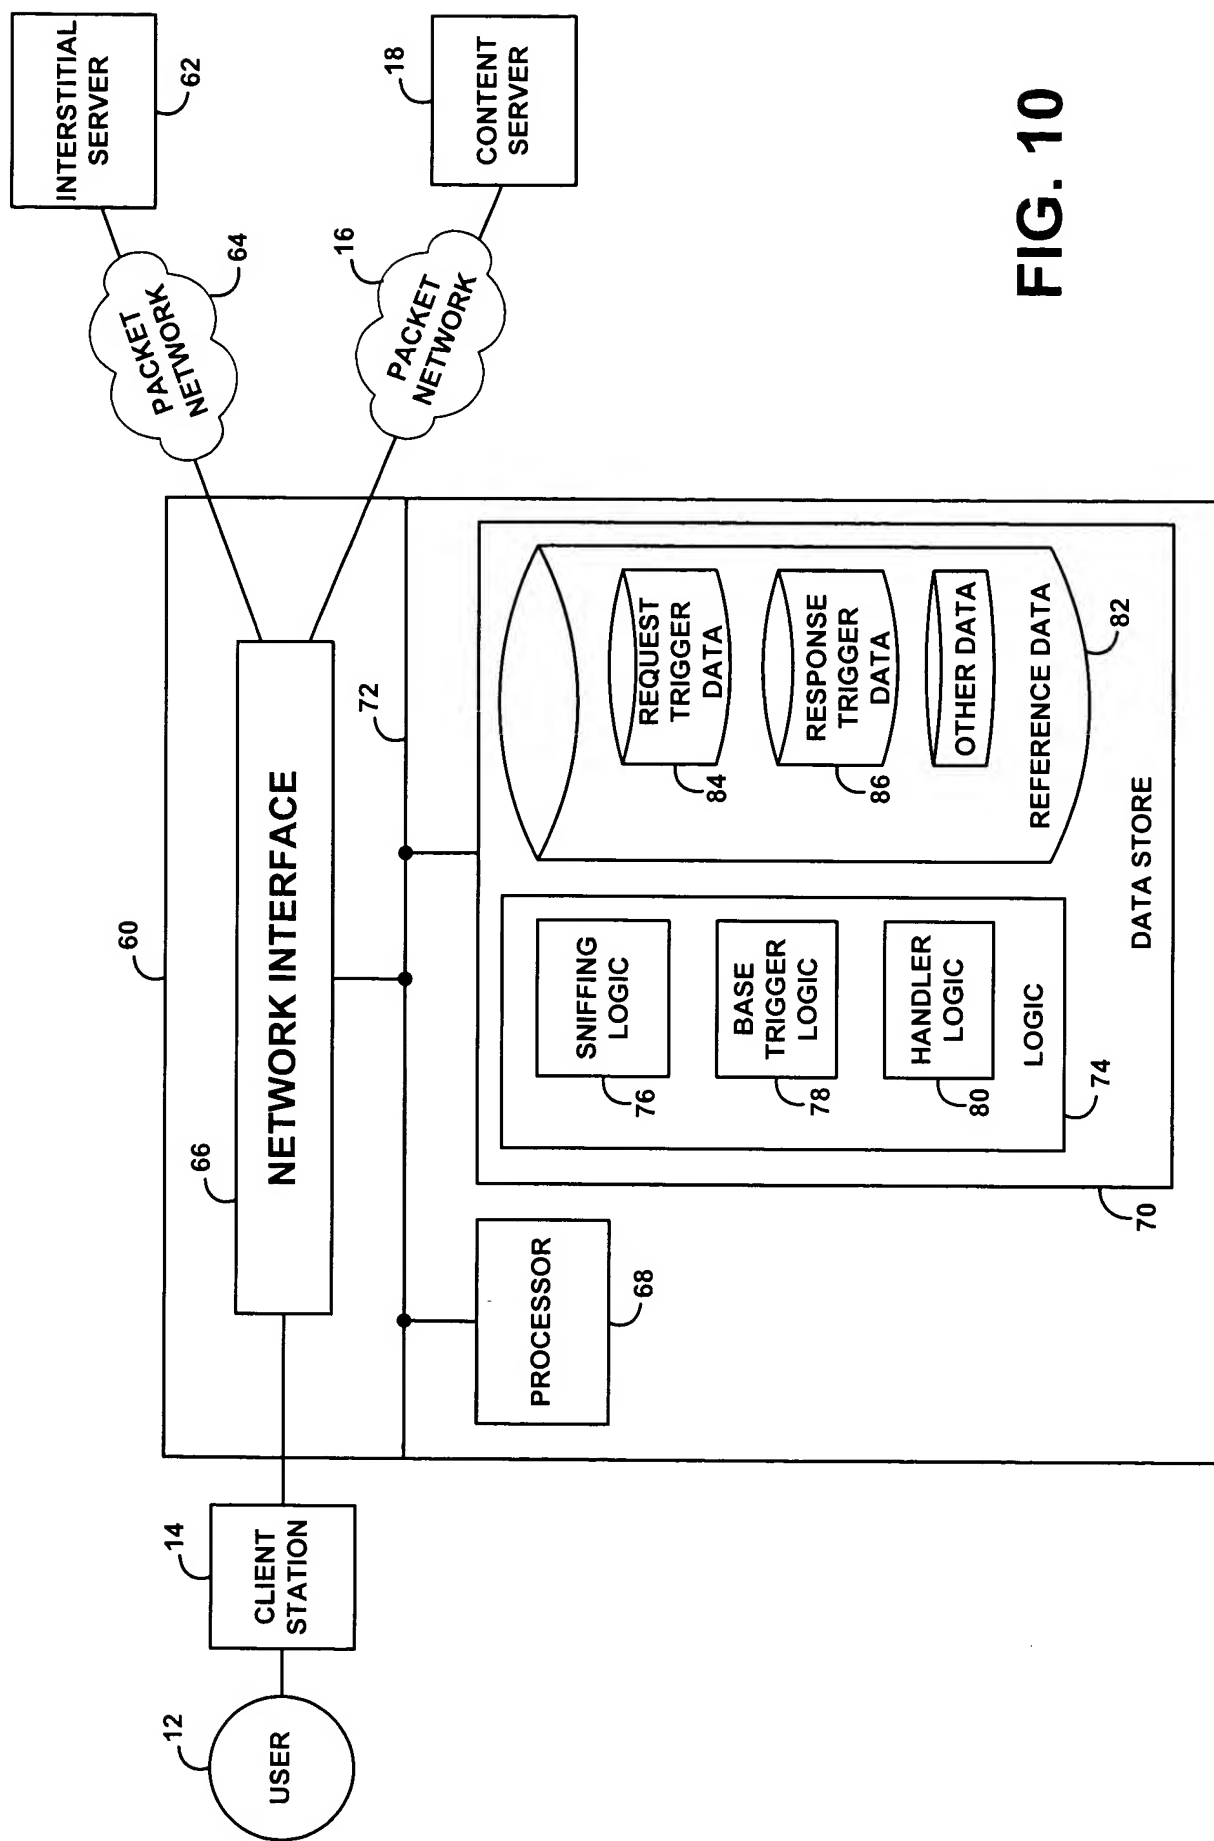 12
USER
14
CLIENT
STATION
60
66
NETWORK INTERFACE
72
PACKET
NETWORK
64
INTERSTITIAL
SERVER
62
16
PACKET
NETWORK
18
CONTENT
SERVER
PROCESSOR
68
SNIFFING
LOGIC
76
BASE
TRIGGER
LOGIC
78
HANDLER
LOGIC
80
LOGIC
74
REQUEST
TRIGGER
DATA
84
RESPONSE
TRIGGER
DATA
86
OTHER DATA
REFERENCE DATA
82
DATA STORE
70
FIG. 10